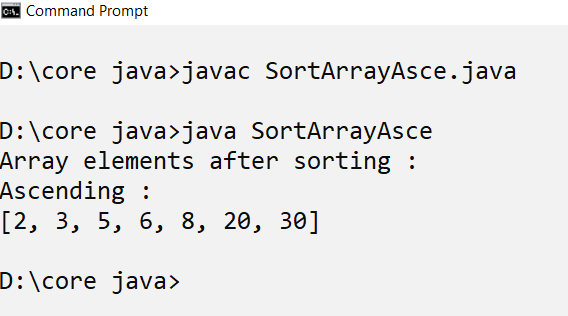 Command Prompt
D:\core java>javac SortArrayAsce.java
D:\core java>java SortArrayAsce
Array elements after sorting :
Ascending :
[2, 3, 5, 6, 8, 20, 30]
D:\core java>